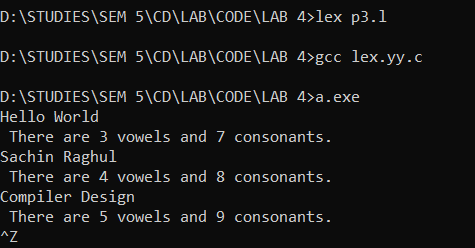 D:\STUDIES\SEM 5\CD\LAB\CODE\LAB 4>lex p3.l
D:\STUDIES\SEM 5\CD\LAB\CODE\LAB 4>gcc lex.yy.c
D:\STUDIES\SEM 5\CD\LAB\CODE\LAB 4>a.exe
Hello World
 There are 3 vowels and 7 consonants.
Sachin Raghul
 There are 4 vowels and 8 consonants.
Compiler Design
 There are 5 vowels and 9 consonants.
^Z